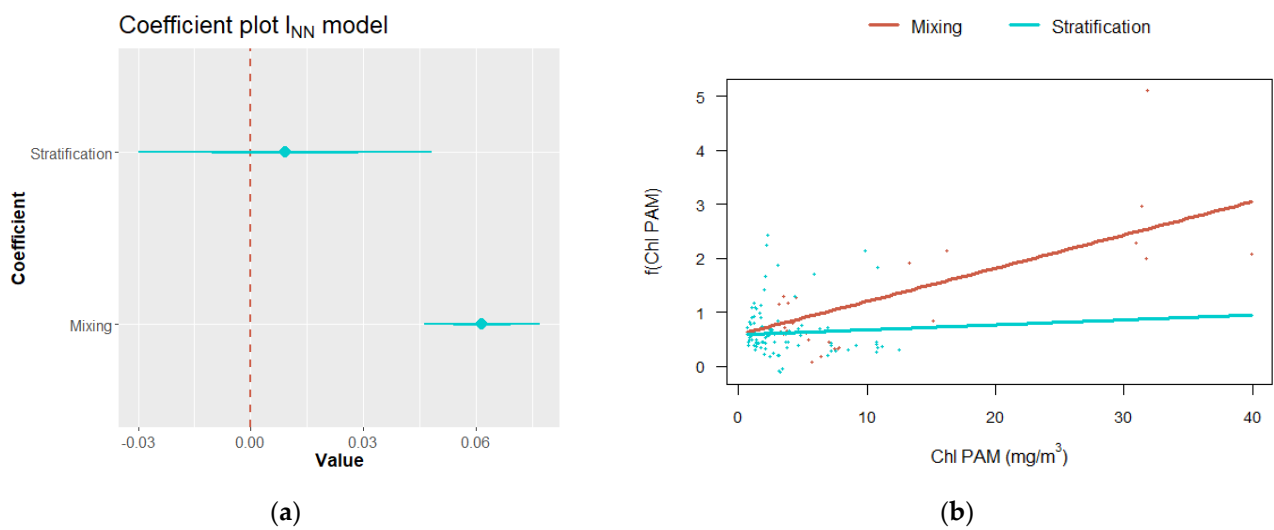 Coefficient plot I_NN model
Coefficient
Stratification
Mixing
-0.03 0.00 0.03 0.06
Value
(a)
Mixing Stratification
f(Chl PAM)
5
4
3
2
1
0
0 10 20 30 40
Chl PAM (mg/m³)
(b)